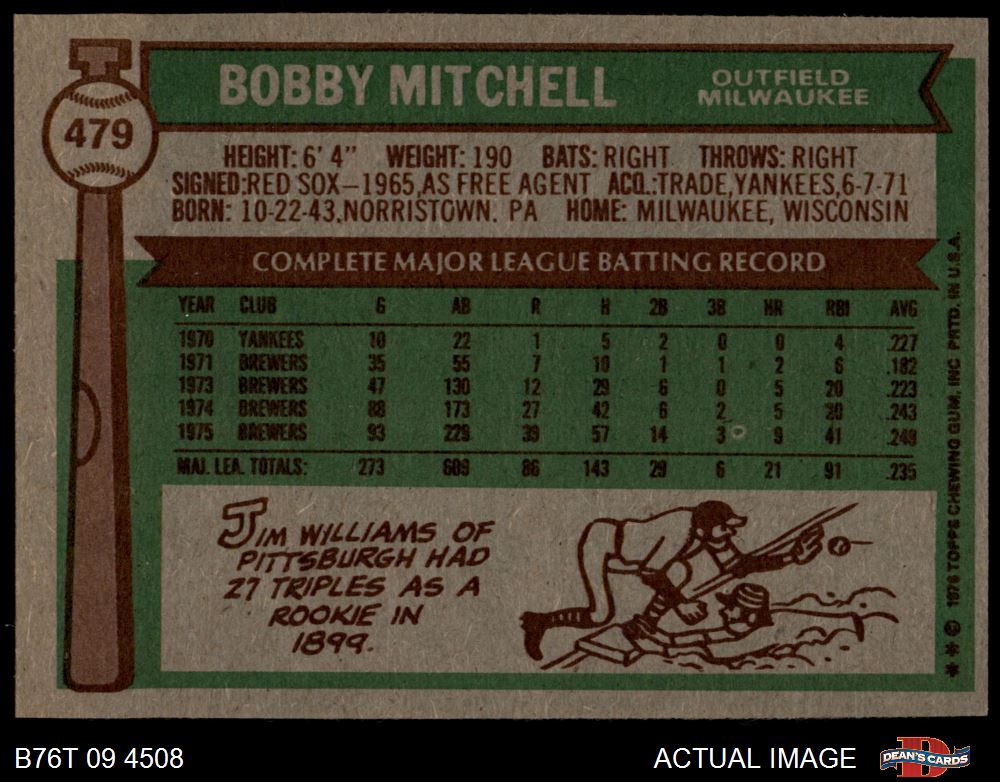 479
BOBBY MITCHELL
OUTFIELD
MILWAUKEE
HEIGHT: 6' 4" WEIGHT: 190 BATS: RIGHT THROWS: RIGHT
SIGNED:RED SOX—1965,AS FREE AGENT ACQ.:TRADE,YANKEES,6-7-71
BORN: 10-22-43,NORRISTOWN. PA HOME: MILWAUKEE, WISCONSIN
COMPLETE MAJOR LEAGUE BATTING RECORD
YEAR CLUB G AB R H 2B 3B HR RBI AVG
1970 YANKEES 10 22 1 5 2 0 0 4 .227
1971 BREWERS 35 55 7 10 1 1 2 6 .182
1973 BREWERS 47 130 12 29 6 0 5 20 .223
1974 BREWERS 88 173 27 42 6 2 5 20 .243
1975 BREWERS 93 229 39 57 14 3 9 41 .249
MAJ. LEA. TOTALS: 273 609 86 143 29 6 21 91 .235
JIM WILLIAMS OF
PITTSBURGH HAD
27 TRIPLES AS A
ROOKIE IN
1899.
*** © 1976 TOPPS CHEWING GUM, INC PRTD. IN U.S.A.
B76T 09 4508
ACTUAL IMAGE
D
DEAN'S CARDS